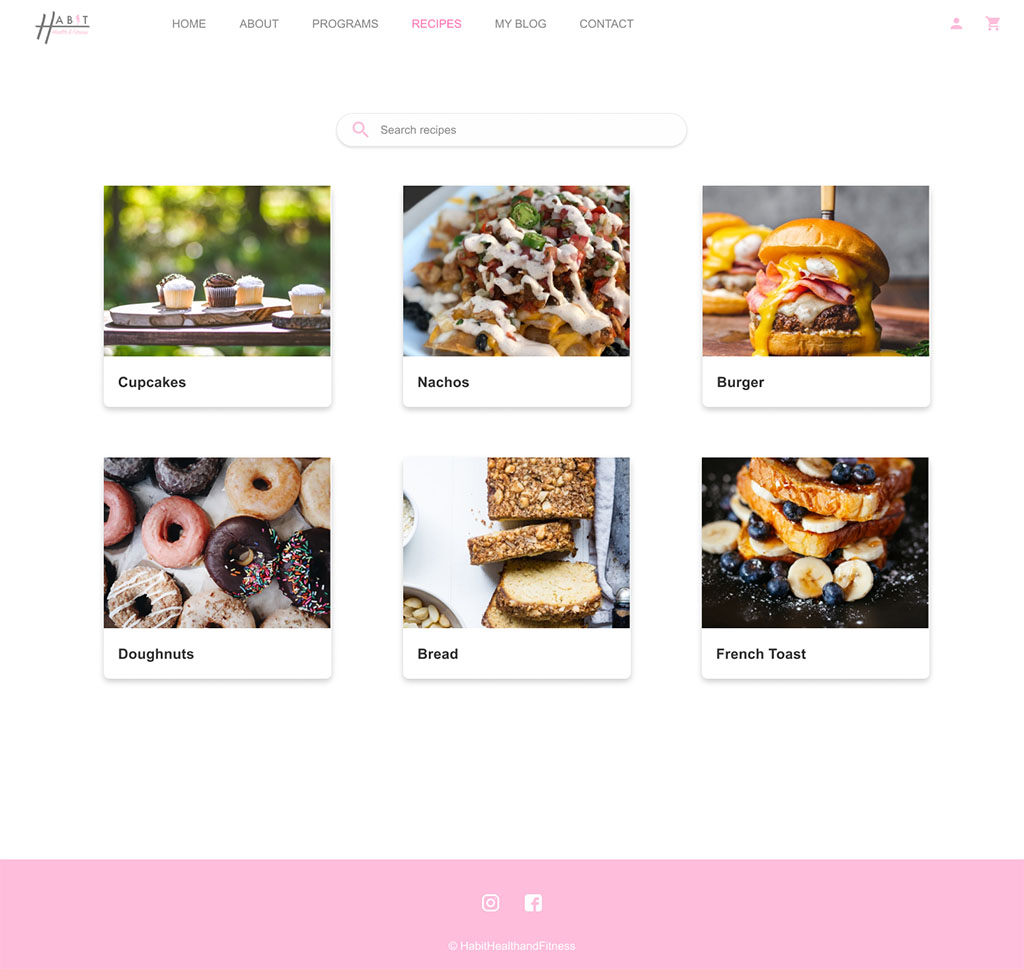 HABIT
Health & Fitness
HOME ABOUT PROGRAMS RECIPES MY BLOG CONTACT
Search recipes
Cupcakes Nachos Burger
Doughnuts Bread French Toast
© HabitHealthandFitness